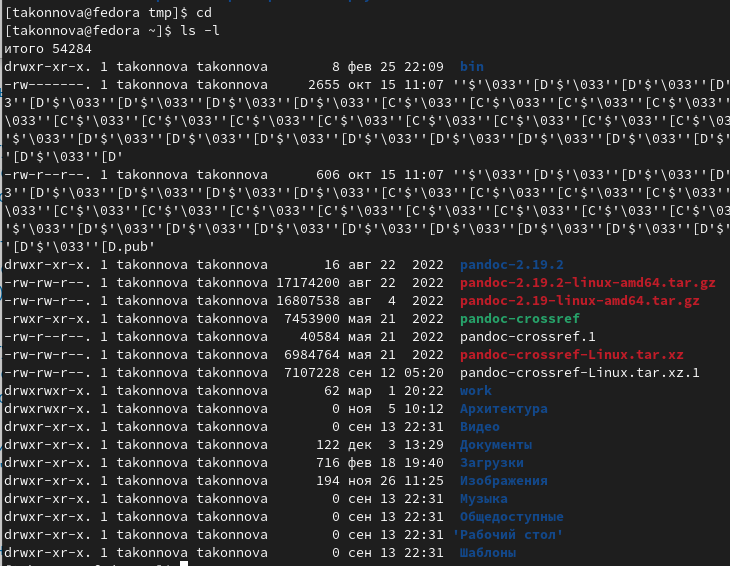 [takonnova@fedora tmp]$ cd
[takonnova@fedora ~]$ ls -l
итого 54284
drwxr-xr-x. 1 takonnova takonnova        8 фев 25 22:09  bin
-rw-------. 1 takonnova takonnova     2655 окт 15 11:07 ''$'\033''[D'$'\033''[D'$'\033''[D'
3''[D'$'\033''[D'$'\033''[D'$'\033''[D'$'\033''[C'$'\033''[C'$'\033''[C'$'\033''[C'$'\033''
\033''[C'$'\033''[C'$'\033''[C'$'\033''[C'$'\033''[C'$'\033''[D'$'\033''[D'$'\033''[D'$'\0
'$'\033''[D'$'\033''[D'$'\033''[D'$'\033''[D'$'\033''[D'$'\033''[D'$'\033''[D'$'\033''[D'$
'[D'$'\033''[D'
-rw-r--r--. 1 takonnova takonnova      606 окт 15 11:07 ''$'\033''[D'$'\033''[D'$'\033''[D'
3''[D'$'\033''[D'$'\033''[D'$'\033''[D'$'\033''[C'$'\033''[C'$'\033''[C'$'\033''[C'$'\033''
\033''[C'$'\033''[C'$'\033''[C'$'\033''[C'$'\033''[C'$'\033''[D'$'\033''[D'$'\033''[D'$'\0
'$'\033''[D'$'\033''[D'$'\033''[D'$'\033''[D'$'\033''[D'$'\033''[D'$'\033''[D'$'\033''[D'$
'[D'$'\033''[D.pub'
drwxr-xr-x. 1 takonnova takonnova       16 авг 22  2022  pandoc-2.19.2
-rw-rw-r--. 1 takonnova takonnova 17174200 авг 22  2022  pandoc-2.19.2-linux-amd64.tar.gz
-rw-rw-r--. 1 takonnova takonnova 16807538 авг  4  2022  pandoc-2.19-linux-amd64.tar.gz
-rwxr-xr-x. 1 takonnova takonnova  7453900 мая 21  2022  pandoc-crossref
-rw-r--r--. 1 takonnova takonnova    40584 мая 21  2022  pandoc-crossref.1
-rw-rw-r--. 1 takonnova takonnova  6984764 мая 21  2022  pandoc-crossref-Linux.tar.xz
-rw-rw-r--. 1 takonnova takonnova  7107228 сен 12 05:20  pandoc-crossref-Linux.tar.xz.1
drwxrwxr-x. 1 takonnova takonnova       62 мар  1 20:22  work
drwxrwxr-x. 1 takonnova takonnova        0 ноя  5 10:12  Архитектура
drwxr-xr-x. 1 takonnova takonnova        0 сен 13 22:31  Видео
drwxr-xr-x. 1 takonnova takonnova      122 дек  3 13:29  Документы
drwxr-xr-x. 1 takonnova takonnova      716 фев 18 19:40  Загрузки
drwxr-xr-x. 1 takonnova takonnova      194 ноя 26 11:25  Изображения
drwxr-xr-x. 1 takonnova takonnova        0 сен 13 22:31  Музыка
drwxr-xr-x. 1 takonnova takonnova        0 сен 13 22:31  Общедоступные
drwxr-xr-x. 1 takonnova takonnova        0 сен 13 22:31 'Рабочий стол'
drwxr-xr-x. 1 takonnova takonnova        0 сен 13 22:31  Шаблоны